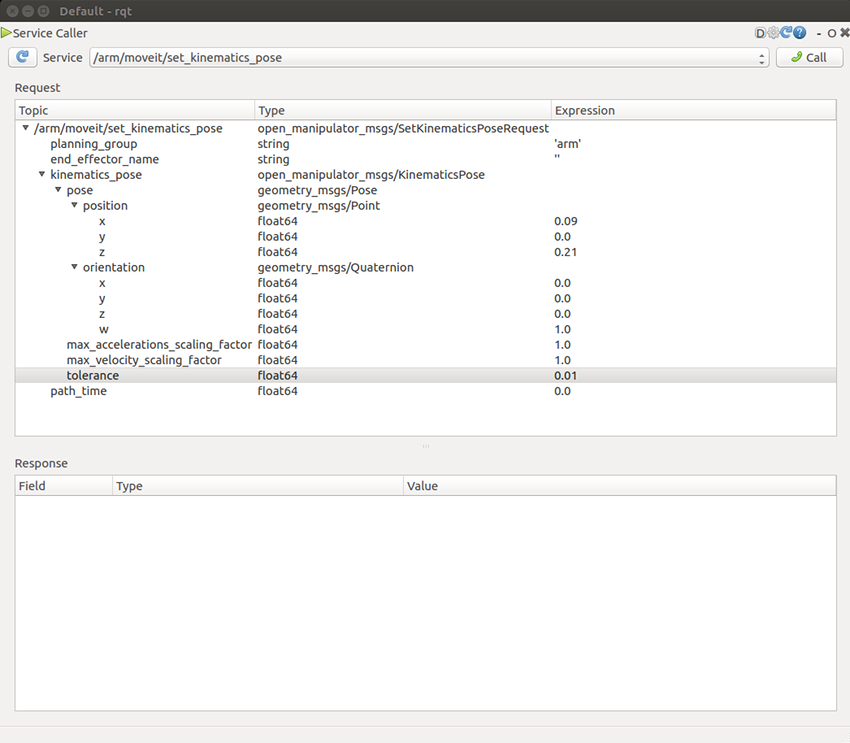 Default - rqt
Service Caller
D
- O
Service /arm/moveit/set_kinematics_pose Call
Request
Topic Type Expression
/arm/moveit/set_kinematics_pose open_manipulator_msgs/SetKinematicsPoseRequest
planning_group string 'arm'
end_effector_name string ''
kinematics_pose open_manipulator_msgs/KinematicsPose
pose geometry_msgs/Pose
position geometry_msgs/Point
x float64 0.09
y float64 0.0
z float64 0.21
orientation geometry_msgs/Quaternion
x float64 0.0
y float64 0.0
z float64 0.0
w float64 1.0
max_accelerations_scaling_factor float64 1.0
max_velocity_scaling_factor float64 1.0
tolerance float64 0.01
path_time float64 0.0
Response
Field Type Value